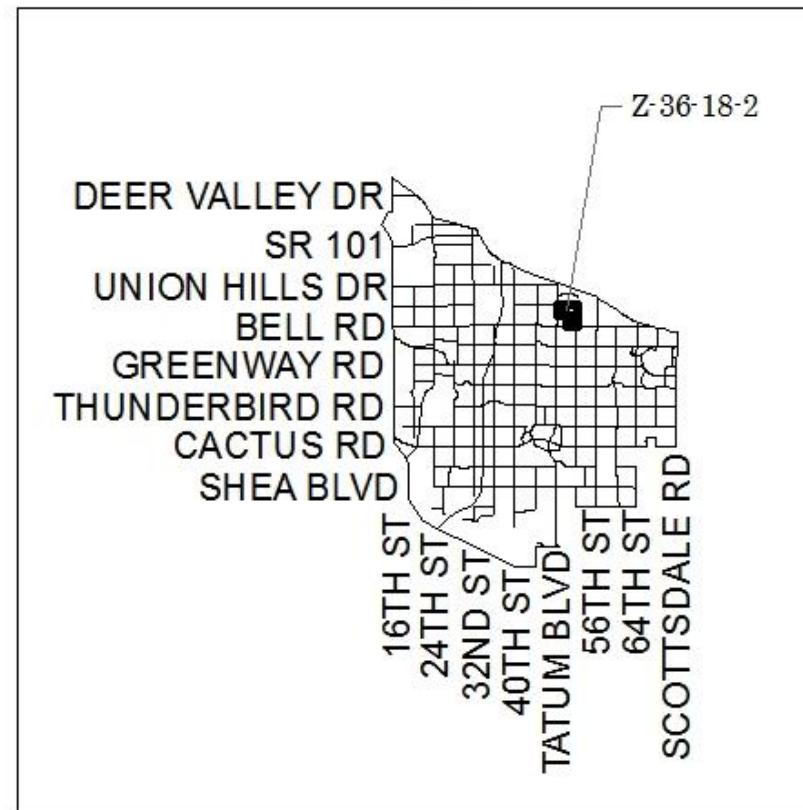 Z-36-18-2
DEER VALLEY DR
SR 101
UNION HILLS DR
BELL RD
GREENWAY RD
THUNDERBIRD RD
CACTUS RD
SHEA BLVD
16TH ST
24TH ST
32ND ST
40TH ST
TATUM BLVD
56TH ST
64TH ST
SCOTTSDALE RD